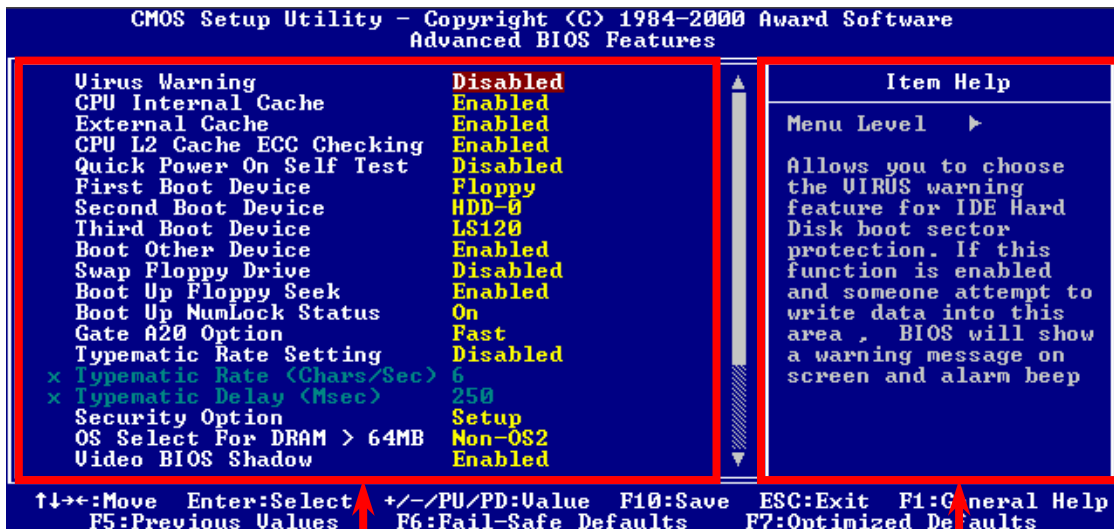 CMOS Setup Utility - Copyright (C) 1984-2000 Award Software
Advanced BIOS Features
Virus Warning Disabled
CPU Internal Cache Enabled
External Cache Enabled
CPU L2 Cache ECC Checking Enabled
Quick Power On Self Test Disabled
First Boot Device Floppy
Second Boot Device HDD-0
Third Boot Device LS120
Boot Other Device Enabled
Swap Floppy Drive Disabled
Boot Up Floppy Seek Enabled
Boot Up NumLock Status On
Gate A20 Option Fast
Typematic Rate Setting Disabled
x Typematic Rate (Chars/Sec) 6
x Typematic Delay (Msec) 250
Security Option Setup
OS Select For DRAM > 64MB Non-OS2
Video BIOS Shadow Enabled
Item Help
Menu Level ►
Allows you to choose
the VIRUS warning
feature for IDE Hard
Disk boot sector
protection. If this
function is enabled
and someone attempt to
write data into this
area , BIOS will show
a warning message on
screen and alarm beep
↑↓→←:Move Enter:Select +/-/PU/PD:Value F10:Save ESC:Exit F1:General Help
F5:Previous Values F6:Fail-Safe Defaults F7:Optimized Defaults